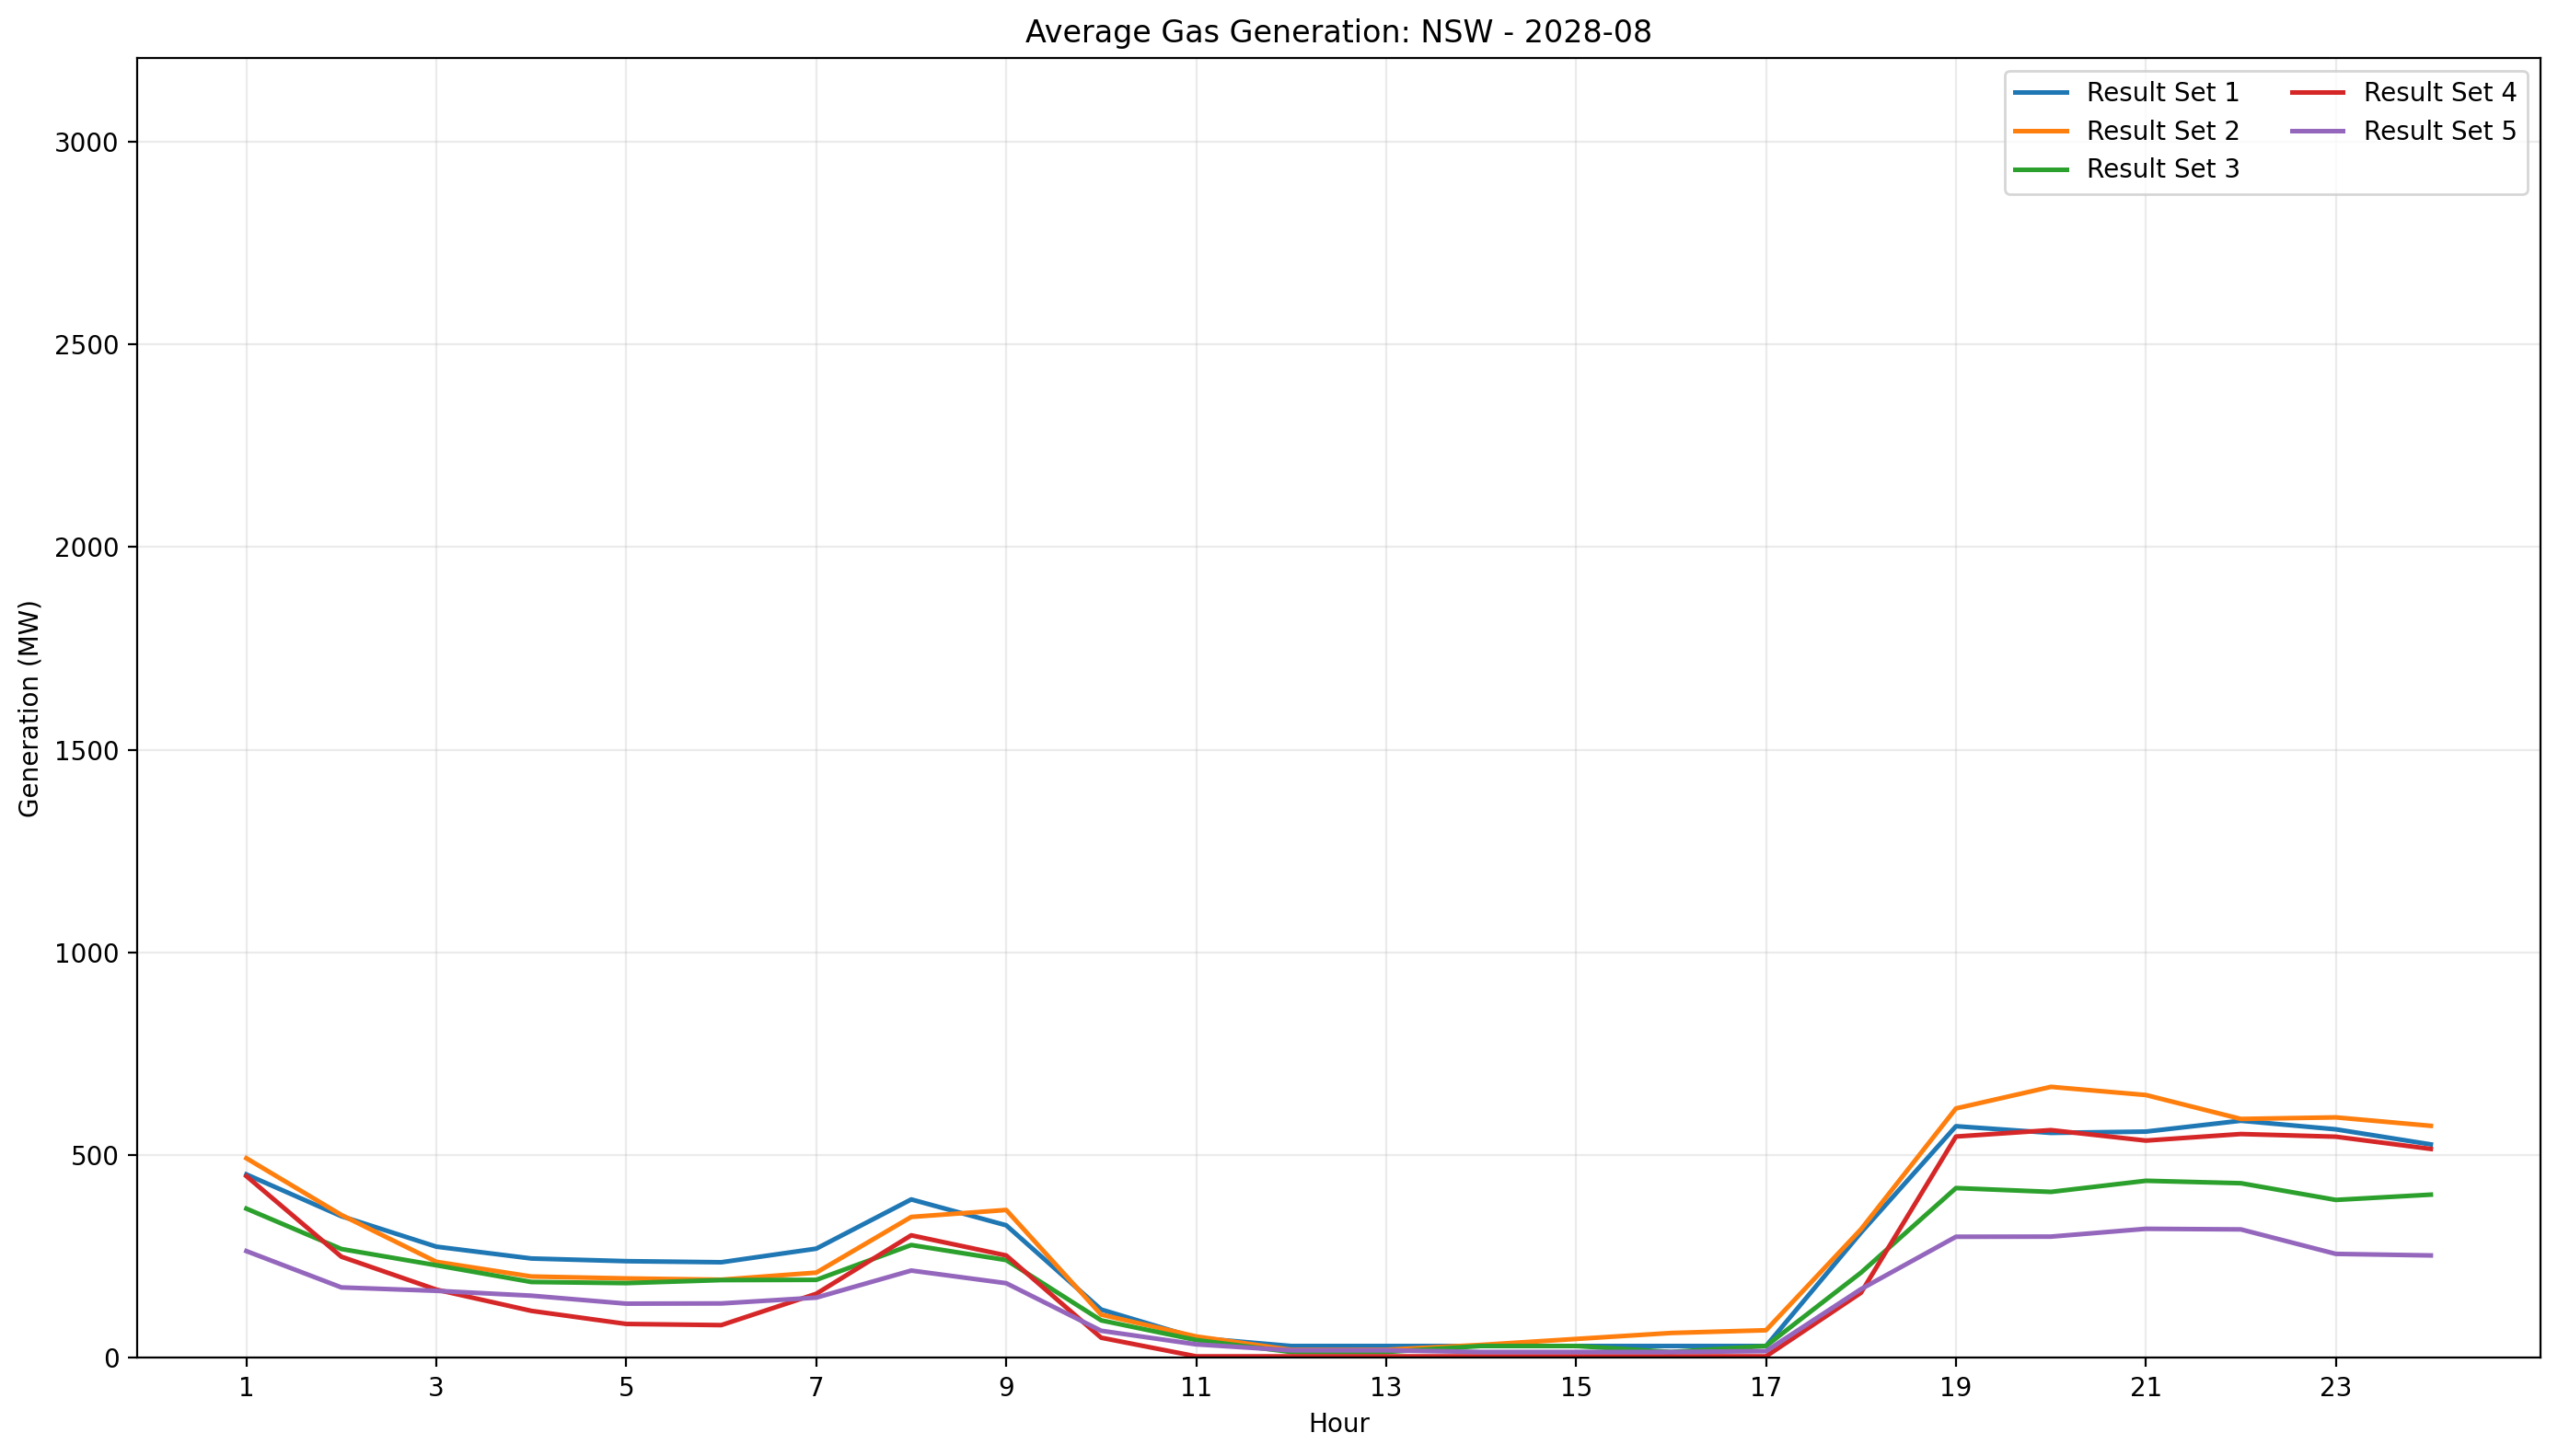 Average Gas Generation: NSW - 2028-08
Result Set 1
Result Set 2
Result Set 3
Result Set 4
Result Set 5
Generation (MW)
3000
2500
2000
1500
1000
500
0
1 3 5 7 9 11 13 15 17 19 21 23
Hour